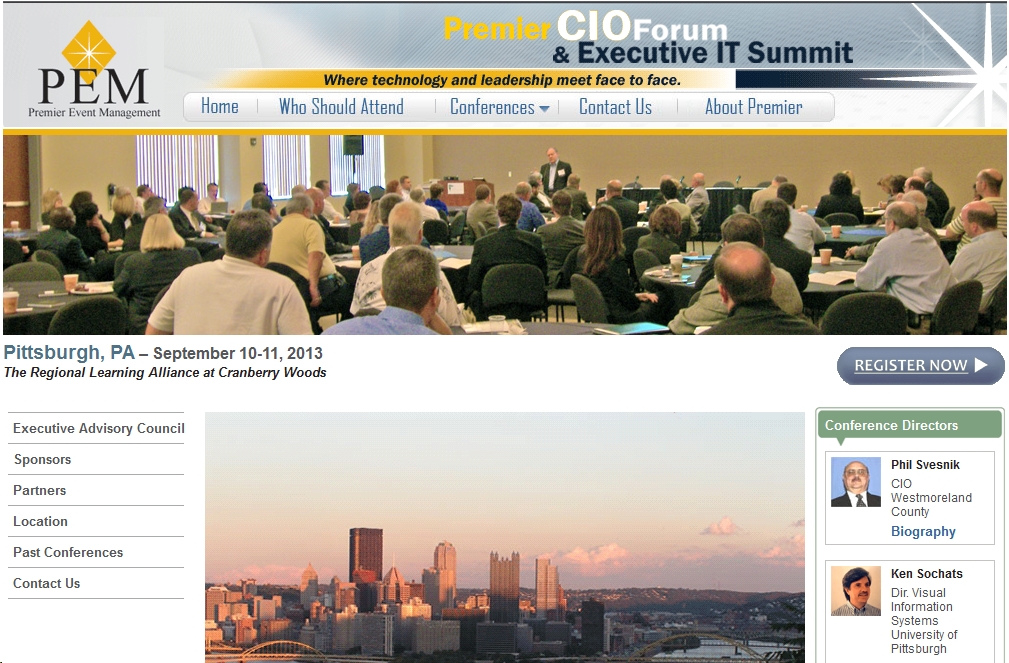 PEM
Premier Event Management
Premier CIO Forum
& Executive IT Summit
Where technology and leadership meet face to face.
Home
Who Should Attend
Conferences
Contact Us
About Premier
Pittsburgh, PA – September 10-11, 2013
The Regional Learning Alliance at Cranberry Woods
REGISTER NOW
Executive Advisory Council
Sponsors
Partners
Location
Past Conferences
Contact Us
Conference Directors
Phil Svesnik
CIO
Westmoreland
County
Biography
Ken Sochats
Dir. Visual
Information
Systems
University of
Pittsburgh